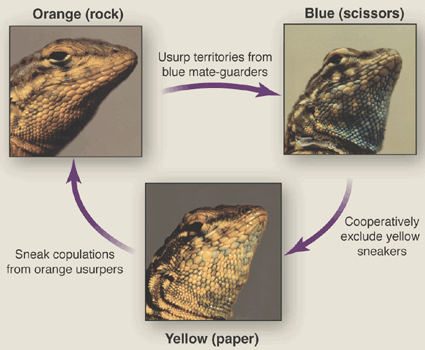 Orange (rock)
Blue (scissors)
Usurp territories from
blue mate-guarders
Cooperatively
exclude yellow
sneakers
Sneak copulations
from orange usurpers
Yellow (paper)